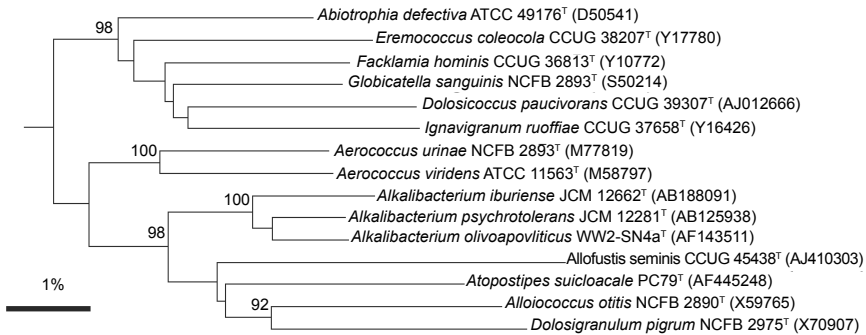 Abiotrophia defectiva ATCC 49176ᵀ (D50541)
98
Eremococcus coleocola CCUG 38207ᵀ (Y17780)
Facklamia hominis CCUG 36813ᵀ (Y10772)
Globicatella sanguinis NCFB 2893ᵀ (S50214)
Dolosicoccus paucivorans CCUG 39307ᵀ (AJ012666)
Ignavigranum ruoffiae CCUG 37658ᵀ (Y16426)
100
Aerococcus urinae NCFB 2893ᵀ (M77819)
Aerococcus viridens ATCC 11563ᵀ (M58797)
100
Alkalibacterium iburiense JCM 12662ᵀ (AB188091)
Alkalibacterium psychrotolerans JCM 12281ᵀ (AB125938)
98
Alkalibacterium olivoapovliticus WW2-SN4aᵀ (AF143511)
Allofustis seminis CCUG 45438ᵀ (AJ410303)
1%
Atopostipes suicloacale PC79ᵀ (AF445248)
92
Alloiococcus otitis NCFB 2890ᵀ (X59765)
Dolosigranulum pigrum NCFB 2975ᵀ (X70907)